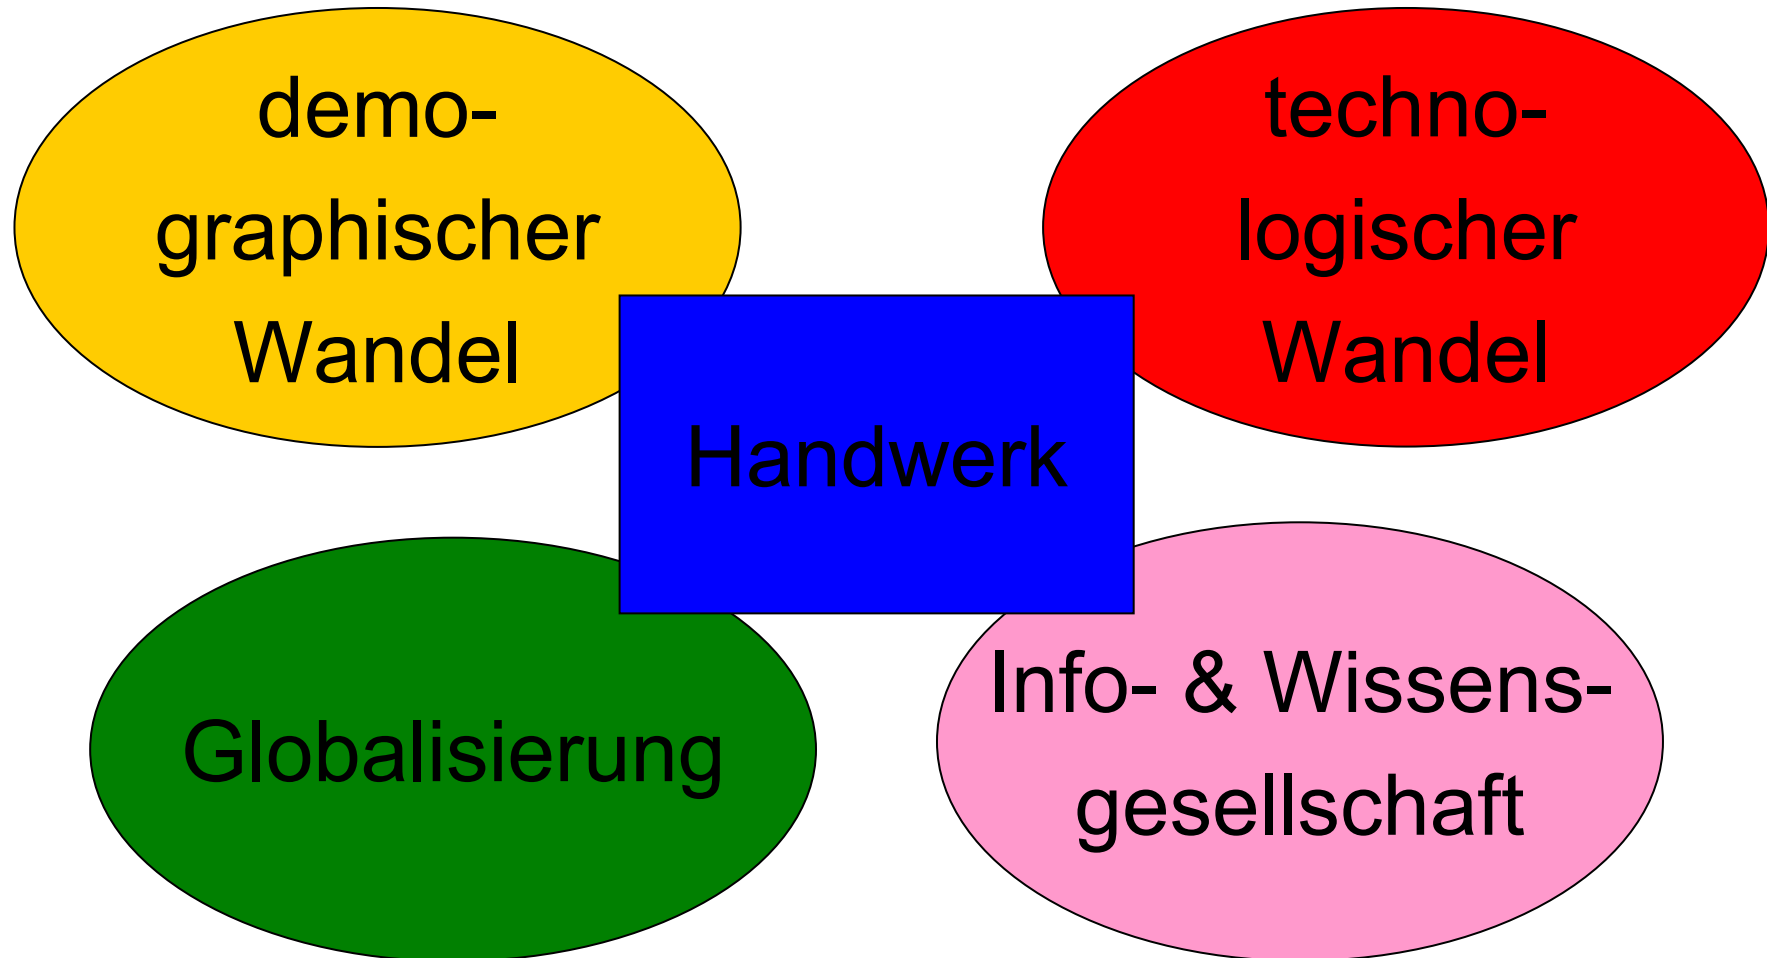 demo-
graphischer
Wandel
techno-
logischer
Wandel
Handwerk
Globalisierung
Info- & Wissens-
gesellschaft